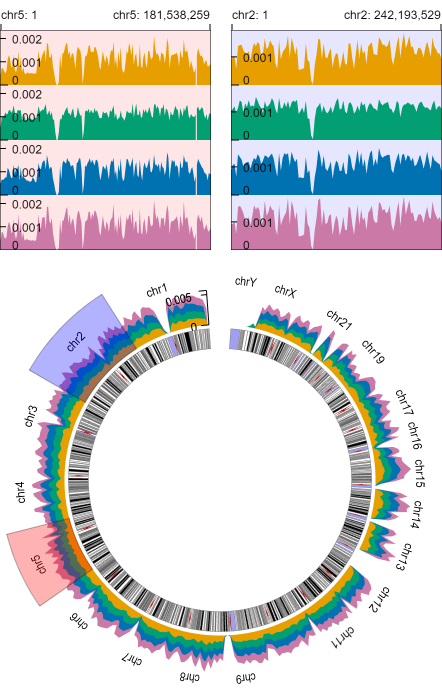 chr5: 1 chr5: 181,538,259 chr2: 1 chr2: 242,193,529
0.002
0.001
0
0.002
0.001
0
0.002
0.001
0
0.002
0.001
0
0.001
0
0.001
0
0.001
0
0.001
0
chr1
0.005
0
chrY
chrX
chr21
chr19
chr17
chr16
chr15
chr14
chr13
chr12
chr11
chr9
chr8
chr7
chr6
chr5
chr4
chr3
chr2